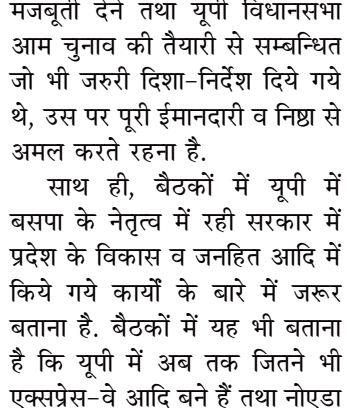 मजबूती देने तथा यूपी विधानसभा
आम चुनाव की तैयारी से सम्बन्धित
जो भी जरुरी दिशा-निर्देश दिये गये
थे, उस पर पूरी ईमानदारी व निष्ठा से
अमल करते रहना है.
साथ ही, बैठकों में यूपी में
बसपा के नेतृत्व में रही सरकार में
प्रदेश के विकास व जनहित आदि में
किये गये कार्यों के बारे में जरूर
बताना है. बैठकों में यह भी बताना
है कि यूपी में अब तक जितने भी
एक्सप्रेस-वे आदि बने हैं तथा नोएडा